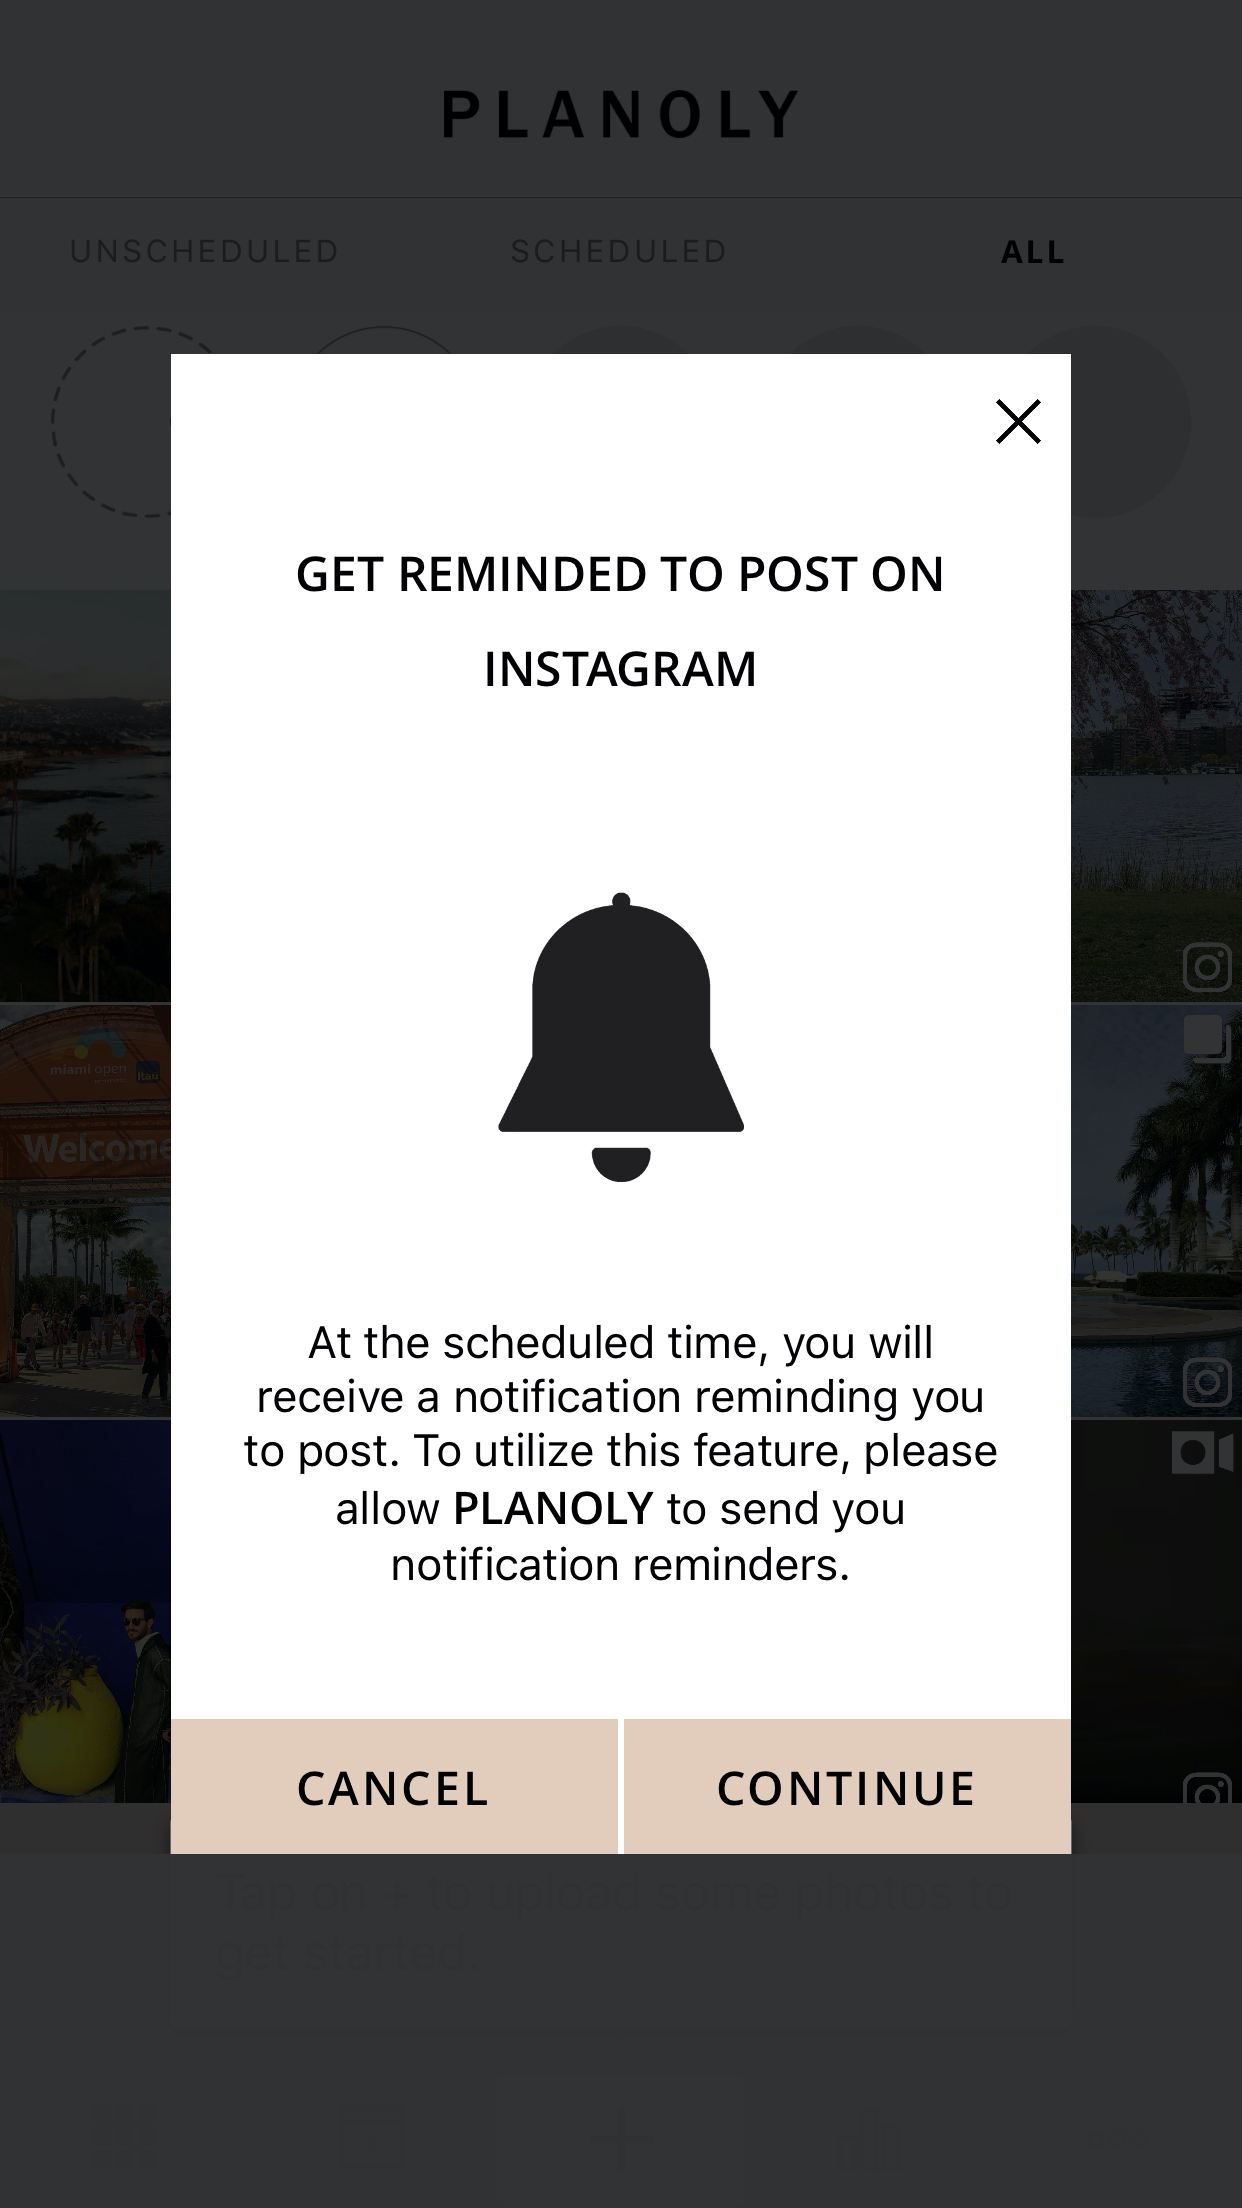 PLANOLY
UNSCHEDULED SCHEDULED ALL
GET REMINDED TO POST ON
INSTAGRAM
miami open
Itaú
Welcome
At the scheduled time, you will
receive a notification reminding you
to post. To utilize this feature, please
allow PLANOLY to send you
notification reminders.
CANCEL CONTINUE
Tap on + to upload some photos to
get started.